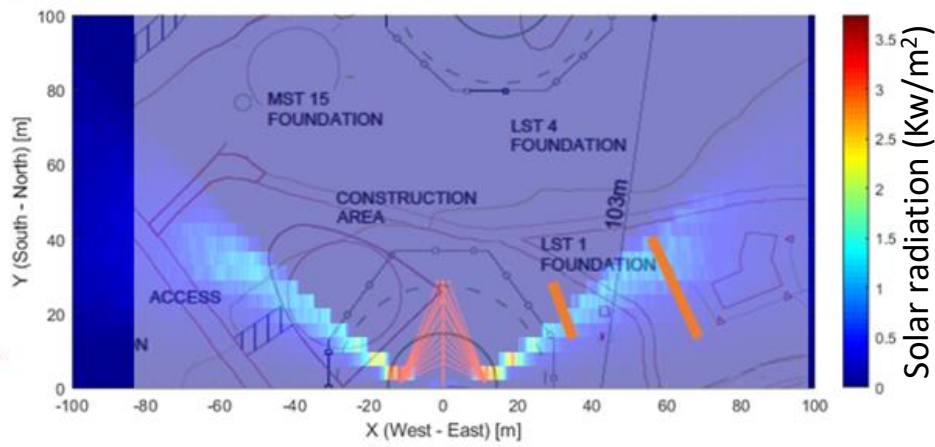 100
80
60
40
20
0
Y (South - North) [m]
-100
-80
-60
-40
-20
0
20
40
60
80
100
X (West - East) [m]
MST 15
FOUNDATION
LST 4
FOUNDATION
CONSTRUCTION
AREA
103m
LST 1
FOUNDATION
ACCESS
N
3.5
3
2.5
2
1.5
1
0.5
0
Solar radiation (Kw/m²)